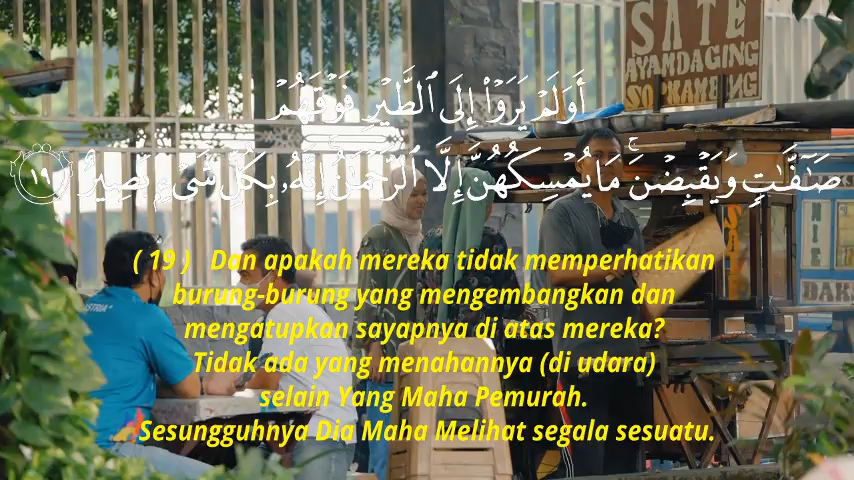 SATE
AYAM DAGING
SOP KAMBING
أَوَلَمْ يَرَوْا۟ إِلَى ٱلطَّيْرِ فَوْقَهُمْ
صَـٰٓفَّـٰتٍ وَيَقْبِضْنَ ۚ مَا يُمْسِكُهُنَّ إِلَّا ٱلرَّحْمَـٰنُ ۚ إِنَّهُۥ بِكُلِّ شَىْءٍۭ بَصِيرٌ ١٩
( 19 ) Dan apakah mereka tidak memperhatikan
burung-burung yang mengembangkan dan
mengatupkan sayapnya di atas mereka?
Tidak ada yang menahannya (di udara)
selain Yang Maha Pemurah.
Sesungguhnya Dia Maha Melihat segala sesuatu.